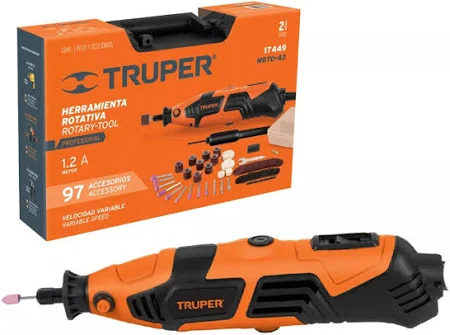 2
17449
MOTO-A2
TRUPER
HERRAMIENTA
ROTATIVA
ROTARY-TOOL
PROFESIONAL
1.2 A
MOTOR
97 ACCESORIOS
ACCESSORY
VELOCIDAD VARIABLE
VARIABLE SPEED
TRUPER